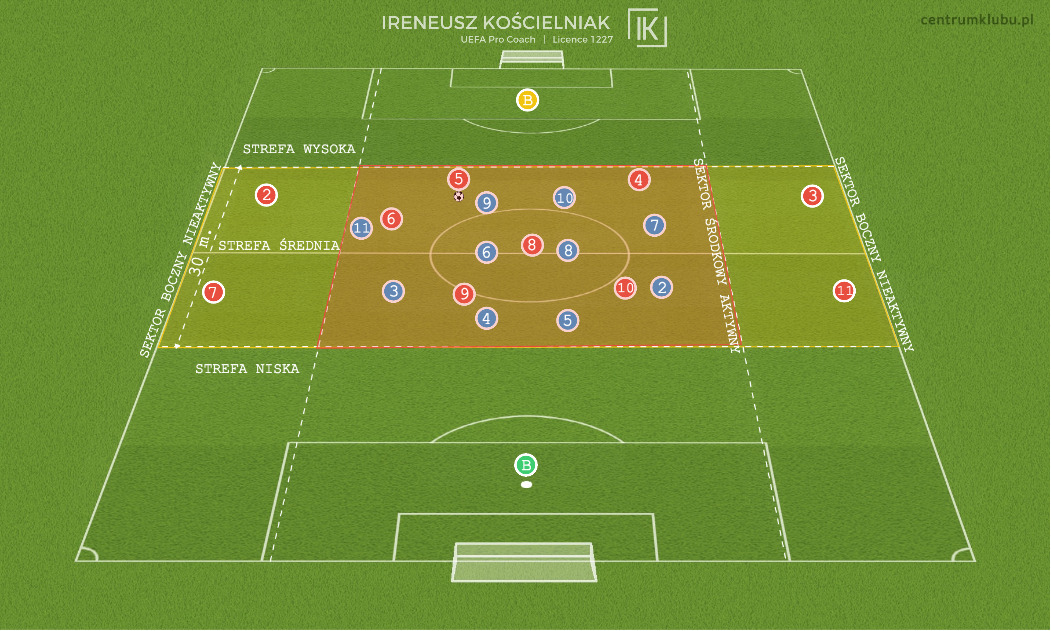 IRENEUSZ KOŚCIELNIAK
UEFA Pro Coach | Licence 1227
IK
centrumklubu.pl
B
STREFA WYSOKA
5
4
2
9
10
3
6
11
7
STREFA ŚREDNIA
6
8
8
30 m.
SEKTOR BOCZNY NIEAKTYWNY
SEKTOR ŚRODKOWY AKTYWNY
SEKTOR BOCZNY NIEAKTYWNY
7
3
9
10
2
11
4
5
STREFA NISKA
B